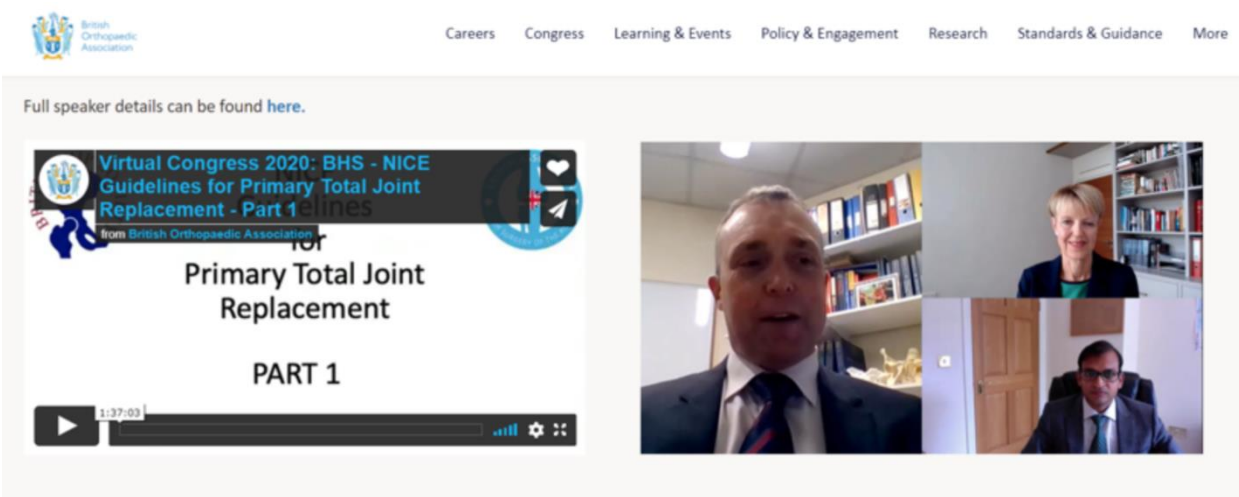 British
Orthopaedic
Association
Careers Congress Learning & Events Policy & Engagement Research Standards & Guidance More
Full speaker details can be found here.
Virtual Congress 2020: BHS - NICE
Guidelines for Primary Total Joint
Replacement - Part 1
from British Orthopaedic Association
Guidelines
for
Primary Total Joint
Replacement
PART 1
1:37:03